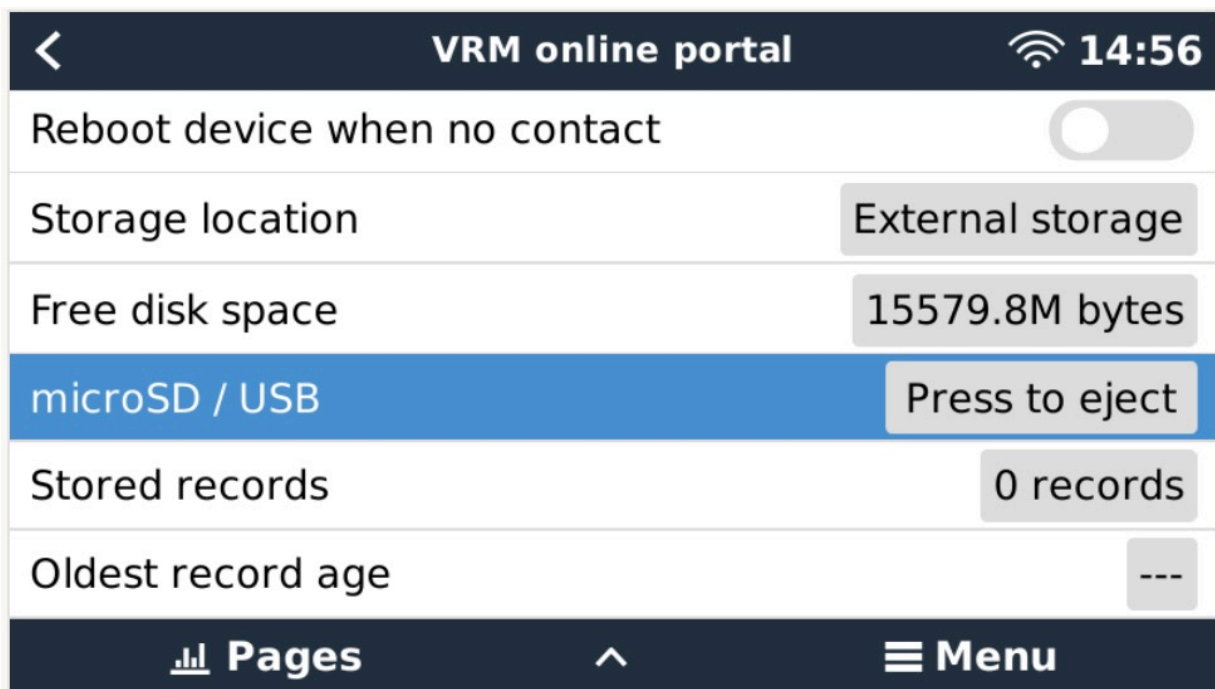 VRM online portal 14:56
Reboot device when no contact
Storage location External storage
Free disk space 15579.8M bytes
microSD / USB Press to eject
Stored records 0 records
Oldest record age ---
Pages Menu